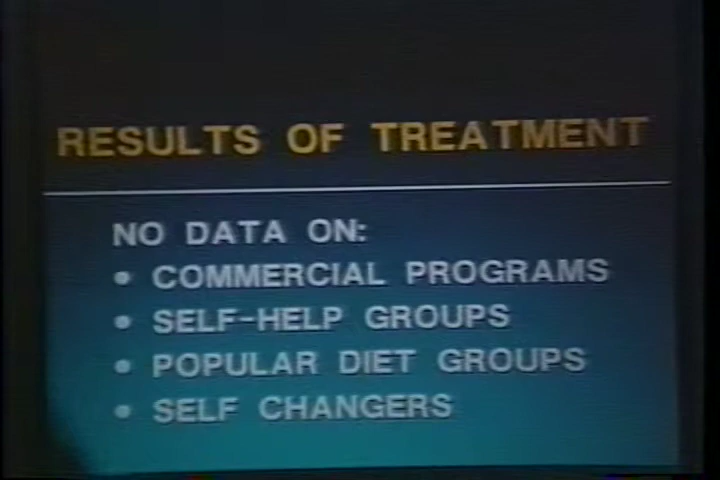 RESULTS OF TREATMENT
NO DATA ON:
• COMMERCIAL PROGRAMS
• SELF-HELP GROUPS
• POPULAR DIET GROUPS
• SELF CHANGERS